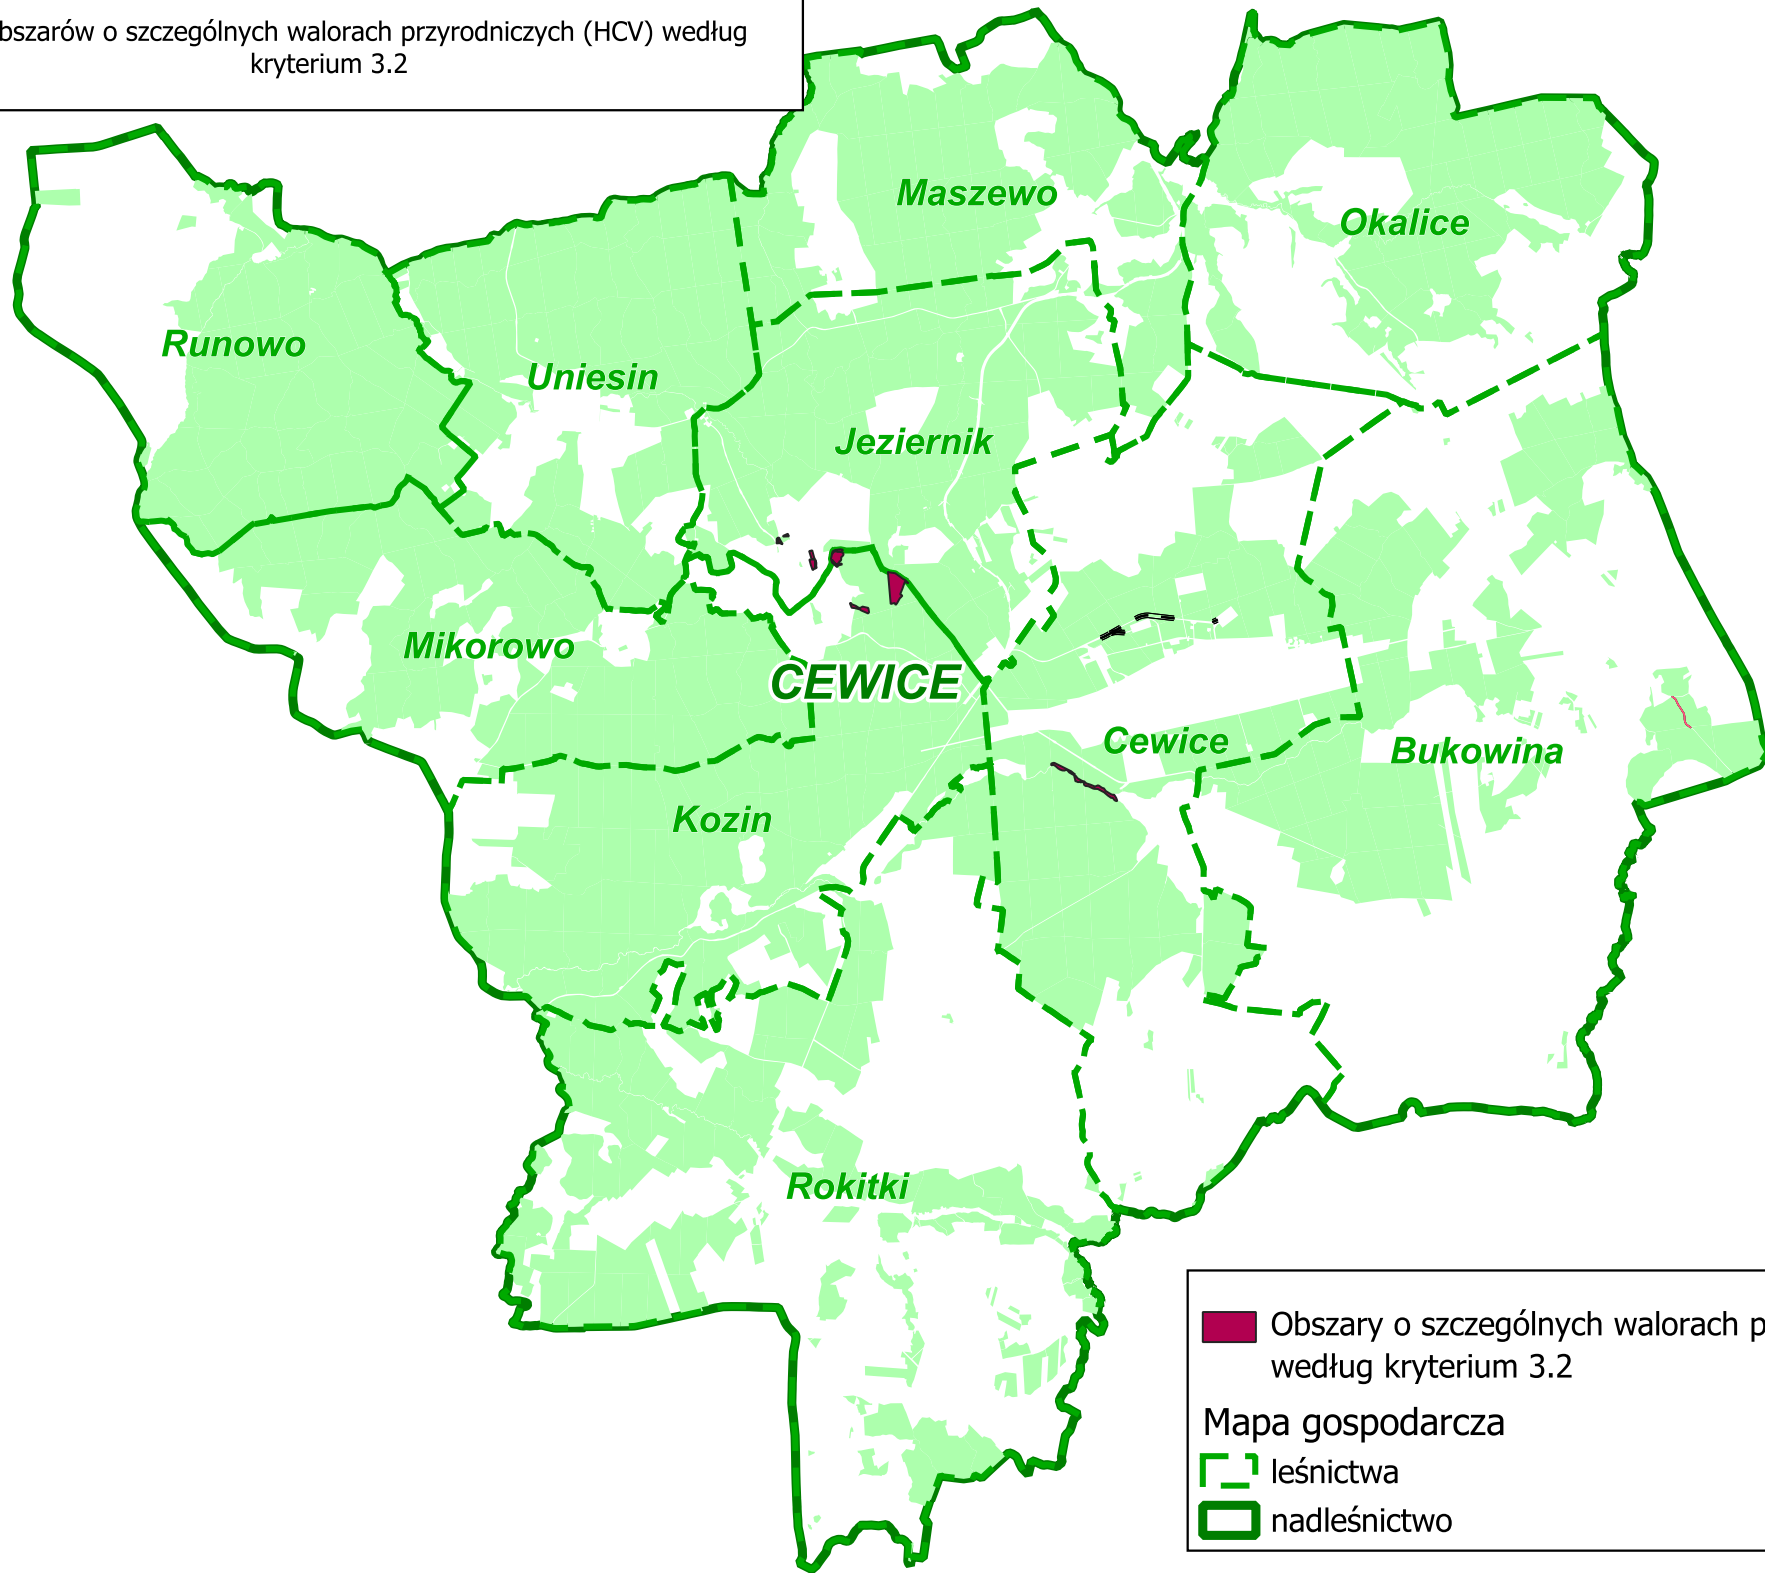 bszarów o szczególnych walorach przyrodniczych (HCV) według
kryterium 3.2
Maszewo
Okalice
Runowo
Uniesin
Jeziernik
Mikorowo
CEWICE
Cewice
Bukowina
Kozin
Rokitki
Obszary o szczególnych walorach p
według kryterium 3.2
Mapa gospodarcza
leśnictwa
nadleśnictwo